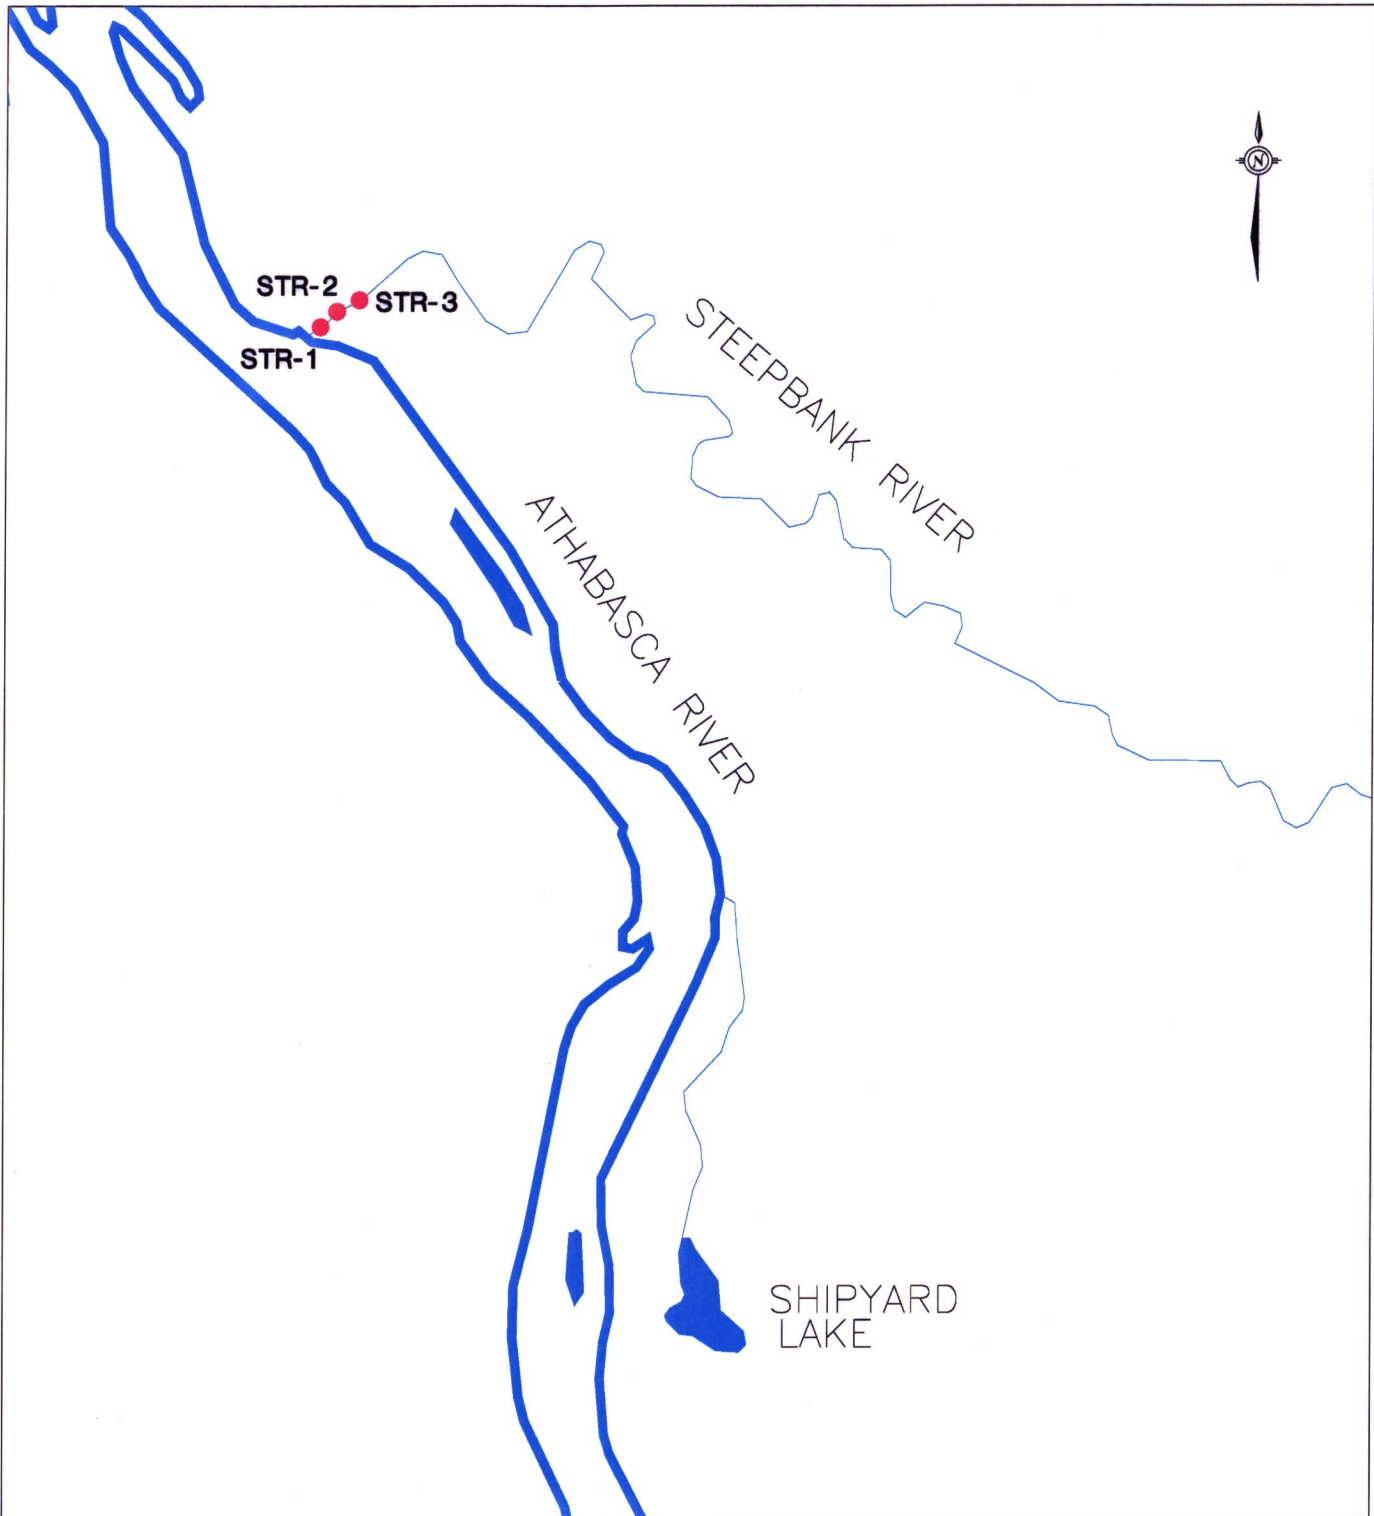 N
STR-2
STR-3
STR-1
STEEPBANK RIVER
ATHABASCA RIVER
SHIPYARD
LAKE